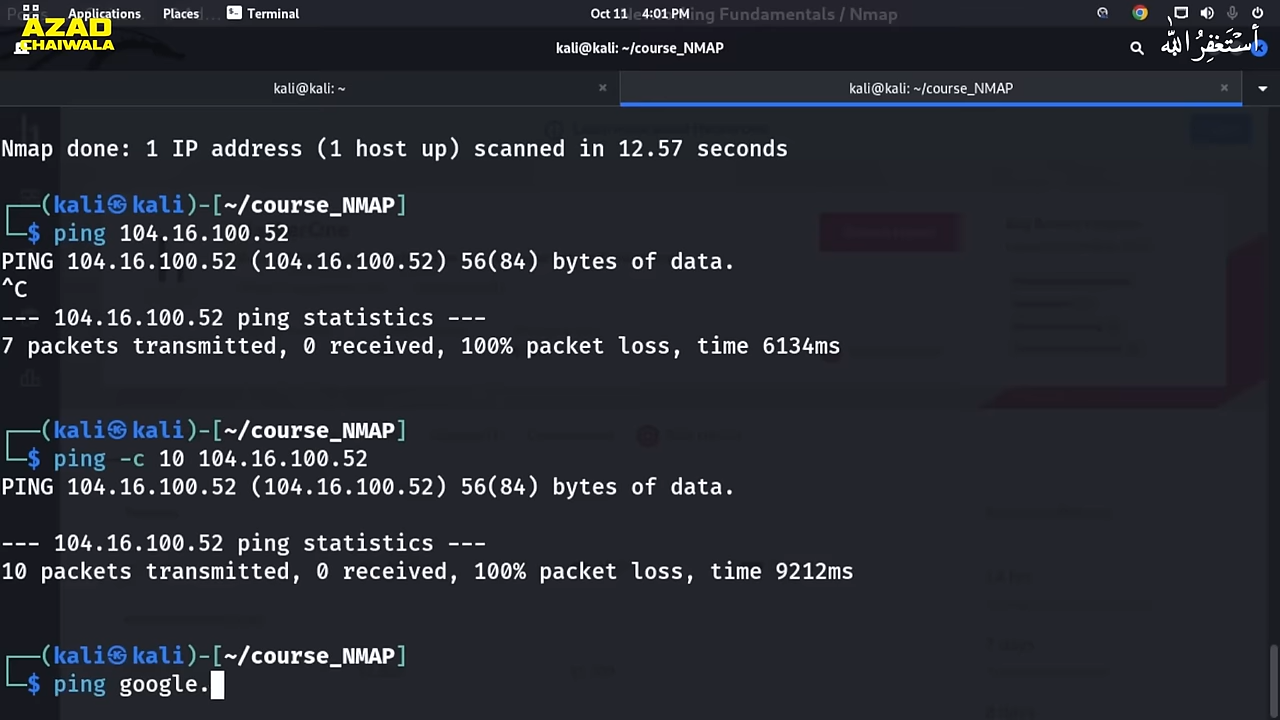 Applications Places Terminal Oct 11 4:01 PM Networking Fundamentals / Nmap
AZAD
CHAIWALA
kali@kali: ~/course_NMAP
أستغفر الله
kali@kali: ~ × kali@kali: ~/course_NMAP ×
Nmap done: 1 IP address (1 host up) scanned in 12.57 seconds
┌──(kali㉿kali)-[~/course_NMAP]
└─$ ping 104.16.100.52
PING 104.16.100.52 (104.16.100.52) 56(84) bytes of data.
^C
--- 104.16.100.52 ping statistics ---
7 packets transmitted, 0 received, 100% packet loss, time 6134ms
┌──(kali㉿kali)-[~/course_NMAP]
└─$ ping -c 10 104.16.100.52
PING 104.16.100.52 (104.16.100.52) 56(84) bytes of data.
--- 104.16.100.52 ping statistics ---
10 packets transmitted, 0 received, 100% packet loss, time 9212ms
┌──(kali㉿kali)-[~/course_NMAP]
└─$ ping google.